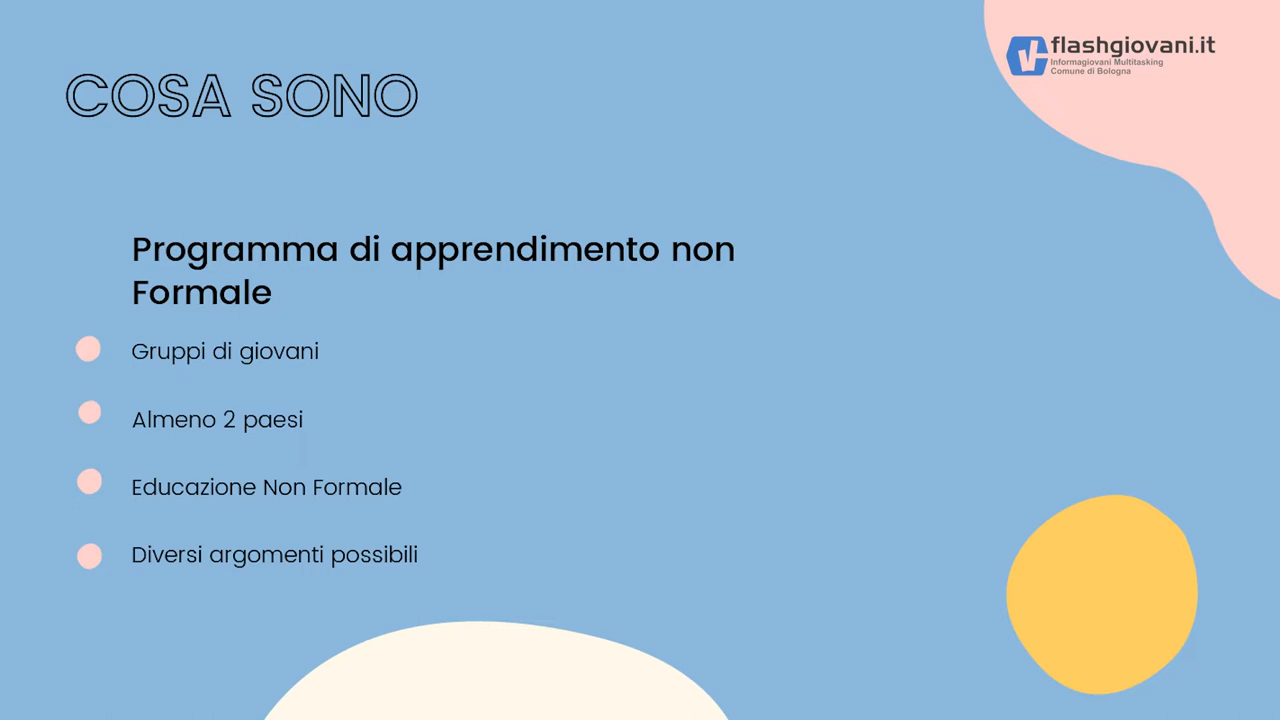 flashgiovani.it
Informagiovani Multitasking
Comune di Bologna
COSA SONO
Programma di apprendimento non
Formale
Gruppi di giovani
Almeno 2 paesi
Educazione Non Formale
Diversi argomenti possibili